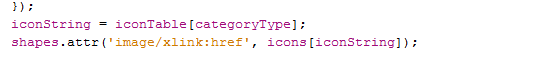 });
iconString = iconTable[categoryType];
shapes.attr('image/xlink:href', icons[iconString]);